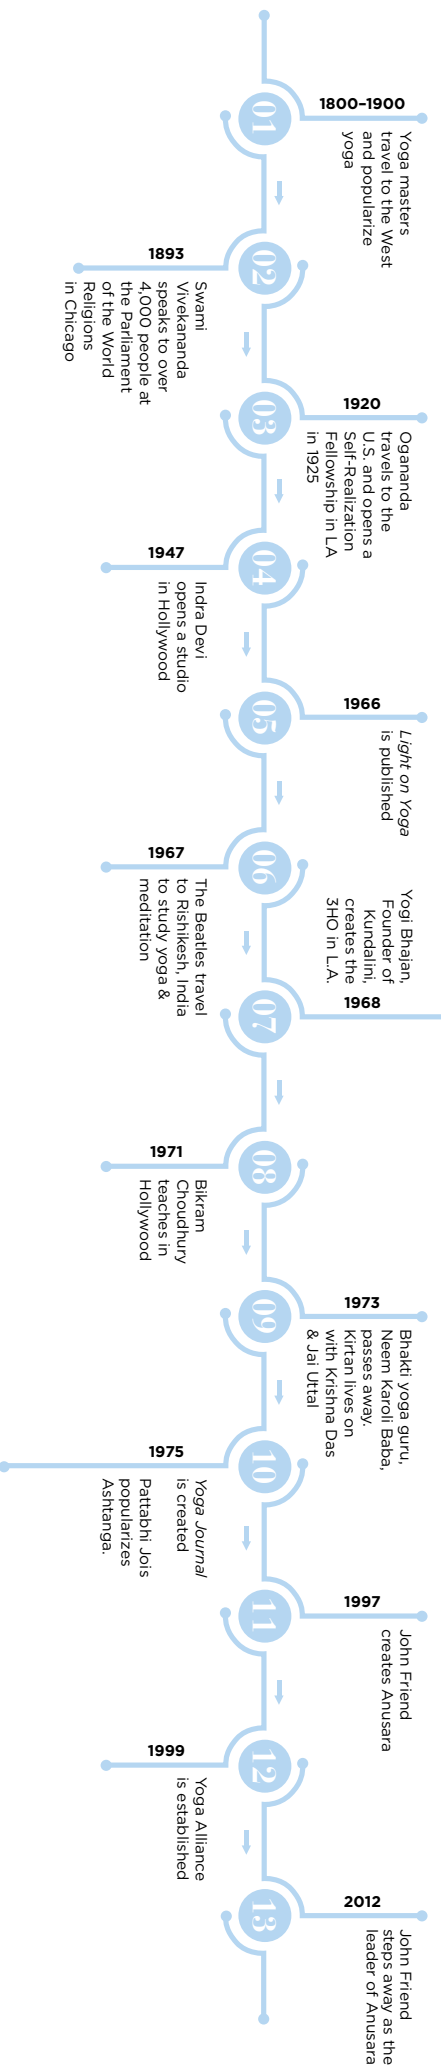 01
1800–1900
Yoga masters
travel to the West
and popularize
yoga
02
1893
Swami
Vivekananda
speaks to over
4,000 people at
the Parliament
of the World
Religions
in Chicago
03
1920
Ogananda
travels to the
U.S. and opens a
Self-Realization
Fellowship in LA
in 1925
04
1947
Indra Devi
opens a studio
in Hollywood
05
1966
Light on Yoga
is published
06
1967
The Beatles travel
to Rishikesh, India
to study yoga &
meditation
07
1968
Yogi Bhajan,
Founder of
Kundalini,
creates the
3HO in L.A.
08
1971
Bikram
Choudhury
teaches in
Hollywood
09
1973
Bhakti yoga guru,
Neem Karoli Baba,
passes away.
Kirtan lives on
with Krishna Das
& Jai Uttal
10
1975
Yoga Journal
is created
Pattabhi Jois
popularizes
Ashtanga.
11
1997
John Friend
creates Anusara
12
1999
Yoga Alliance
is established
13
2012
John Friend
steps away as the
leader of Anusara